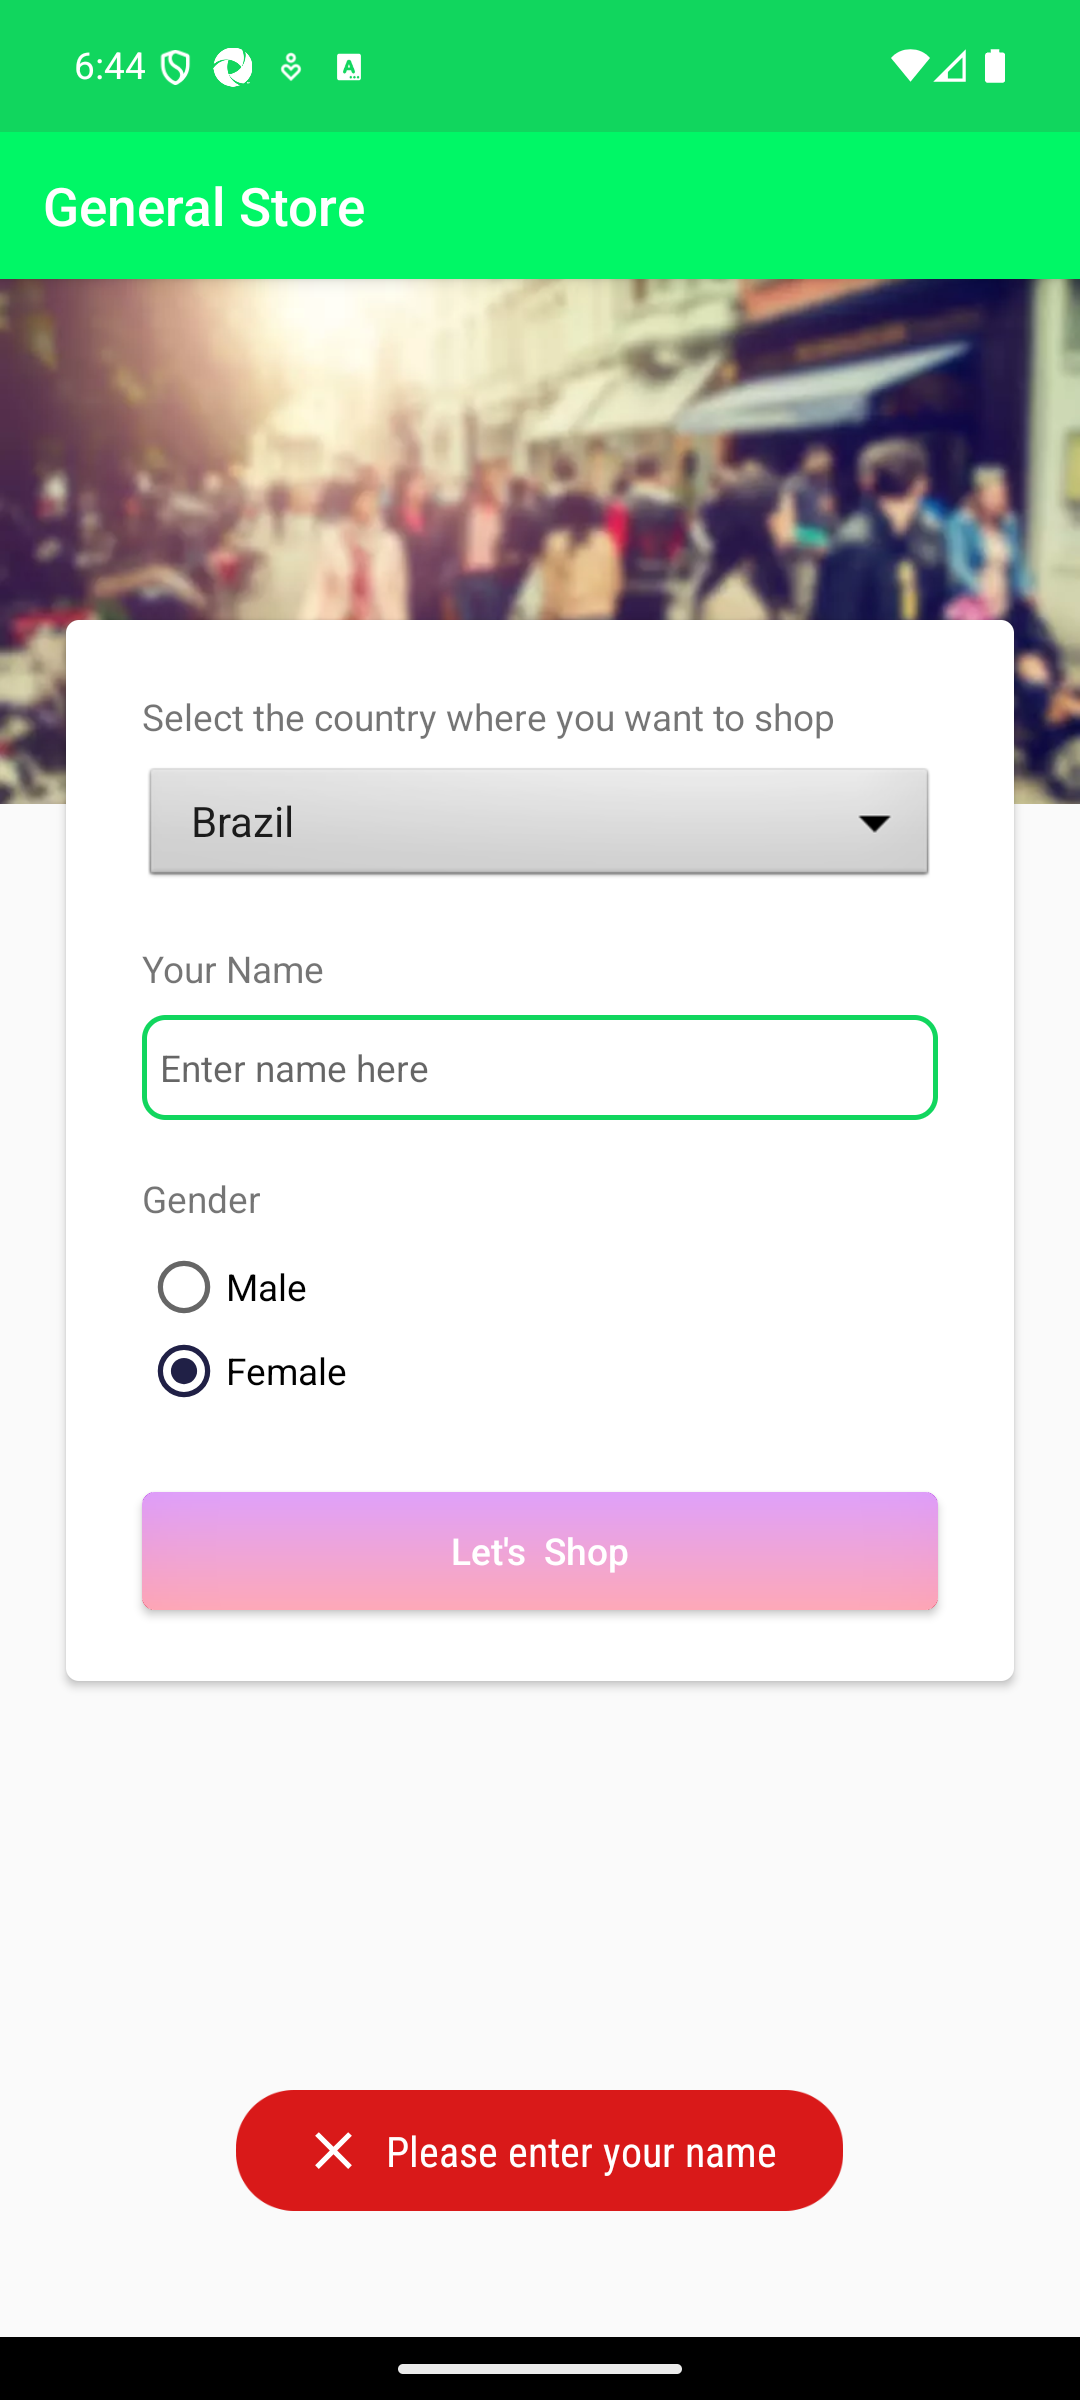 6:44
General Store
Select the country where you want to shop
Brazil
Your Name
Enter name here
Gender
Male
Female
Let's Shop
Please enter your name